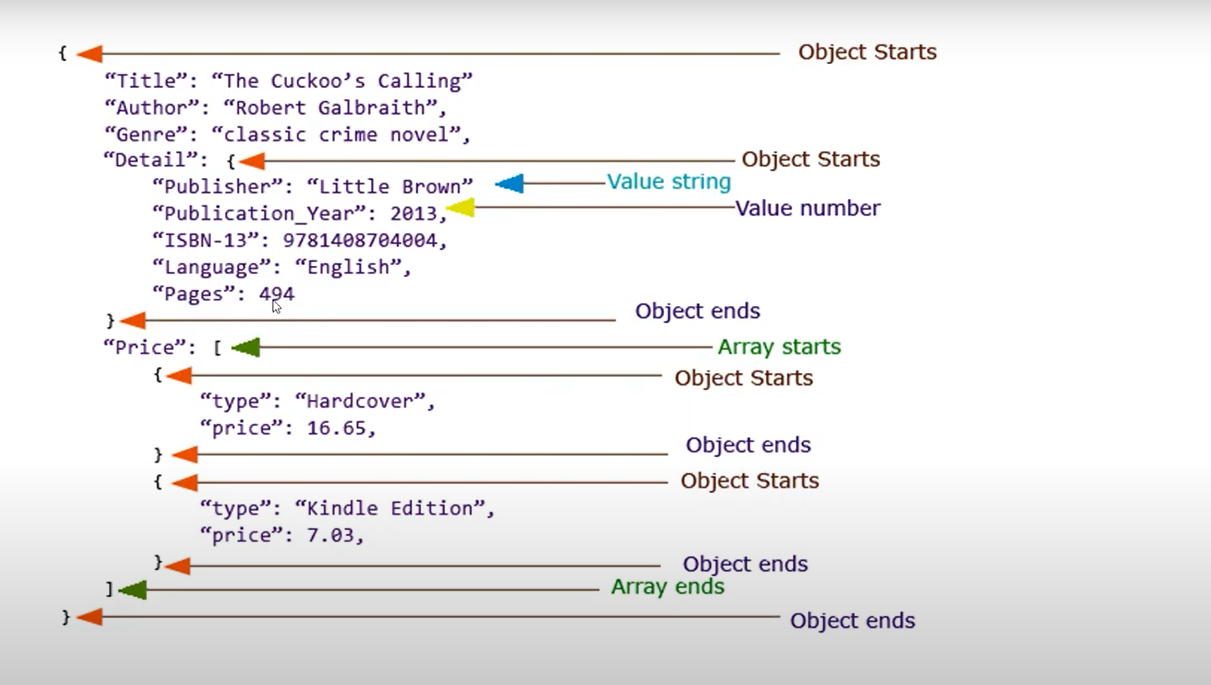 { Object Starts
“Title”: “The Cuckoo’s Calling”
“Author”: “Robert Galbraith”,
“Genre”: “classic crime novel”,
“Detail”: { Object Starts
“Publisher”: “Little Brown” Value string
“Publication_Year”: 2013, Value number
“ISBN-13”: 9781408704004,
“Language”: “English”,
“Pages”: 494
} Object ends
“Price”: [ Array starts
{ Object Starts
“type”: “Hardcover”,
“price”: 16.65,
} Object ends
{ Object Starts
“type”: “Kindle Edition”,
“price”: 7.03,
} Object ends
] Array ends
} Object ends